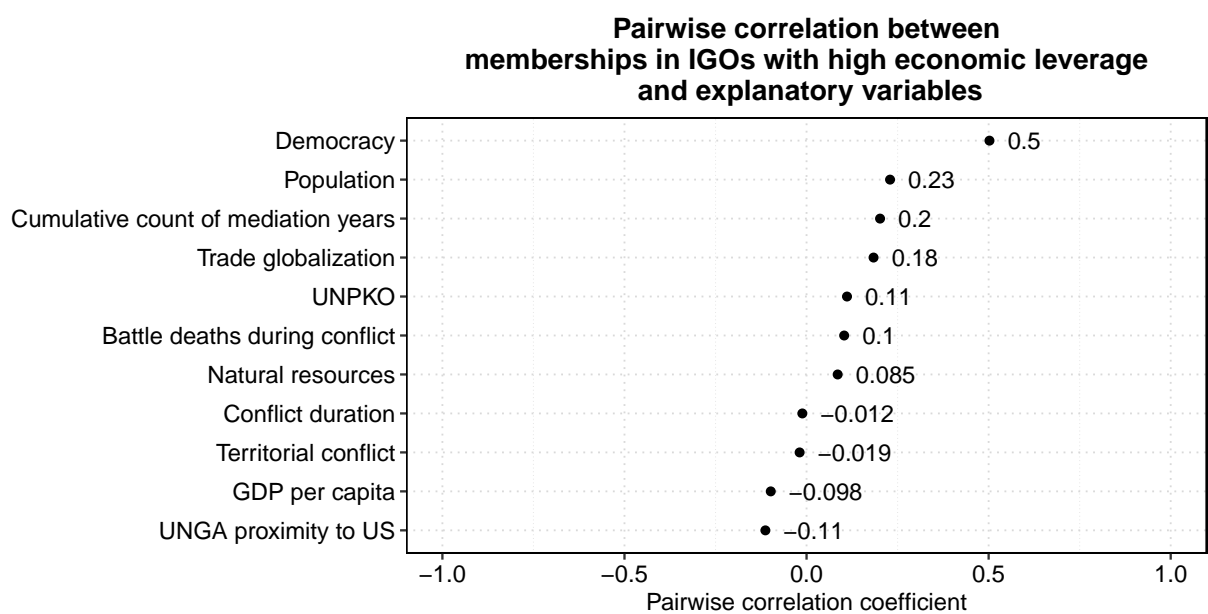 Pairwise correlation between
memberships in IGOs with high economic leverage
and explanatory variables
Democracy 0.5
Population 0.23
Cumulative count of mediation years 0.2
Trade globalization 0.18
UNPKO 0.11
Battle deaths during conflict 0.1
Natural resources 0.085
Conflict duration −0.012
Territorial conflict −0.019
GDP per capita −0.098
UNGA proximity to US −0.11
−1.0 −0.5 0.0 0.5 1.0
Pairwise correlation coefficient